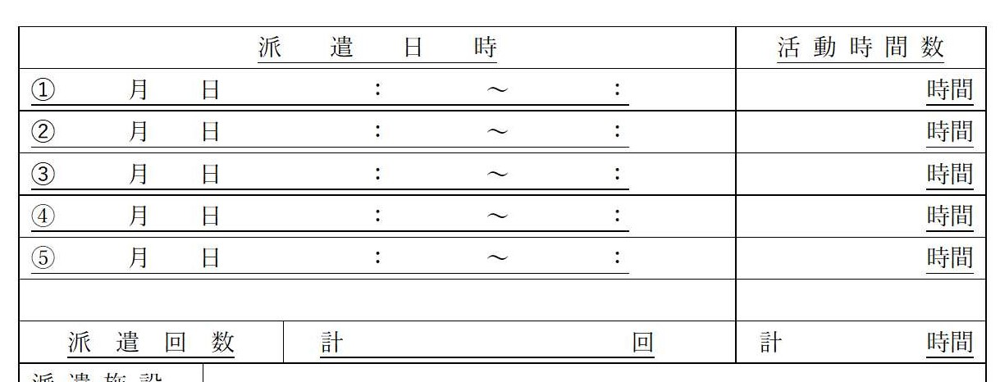 派遣日時 活動時間数
① 月 日 : ～ : 時間
② 月 日 : ～ : 時間
③ 月 日 : ～ : 時間
④ 月 日 : ～ : 時間
⑤ 月 日 : ～ : 時間
派遣回数 計 回 計 時間
派遣施設